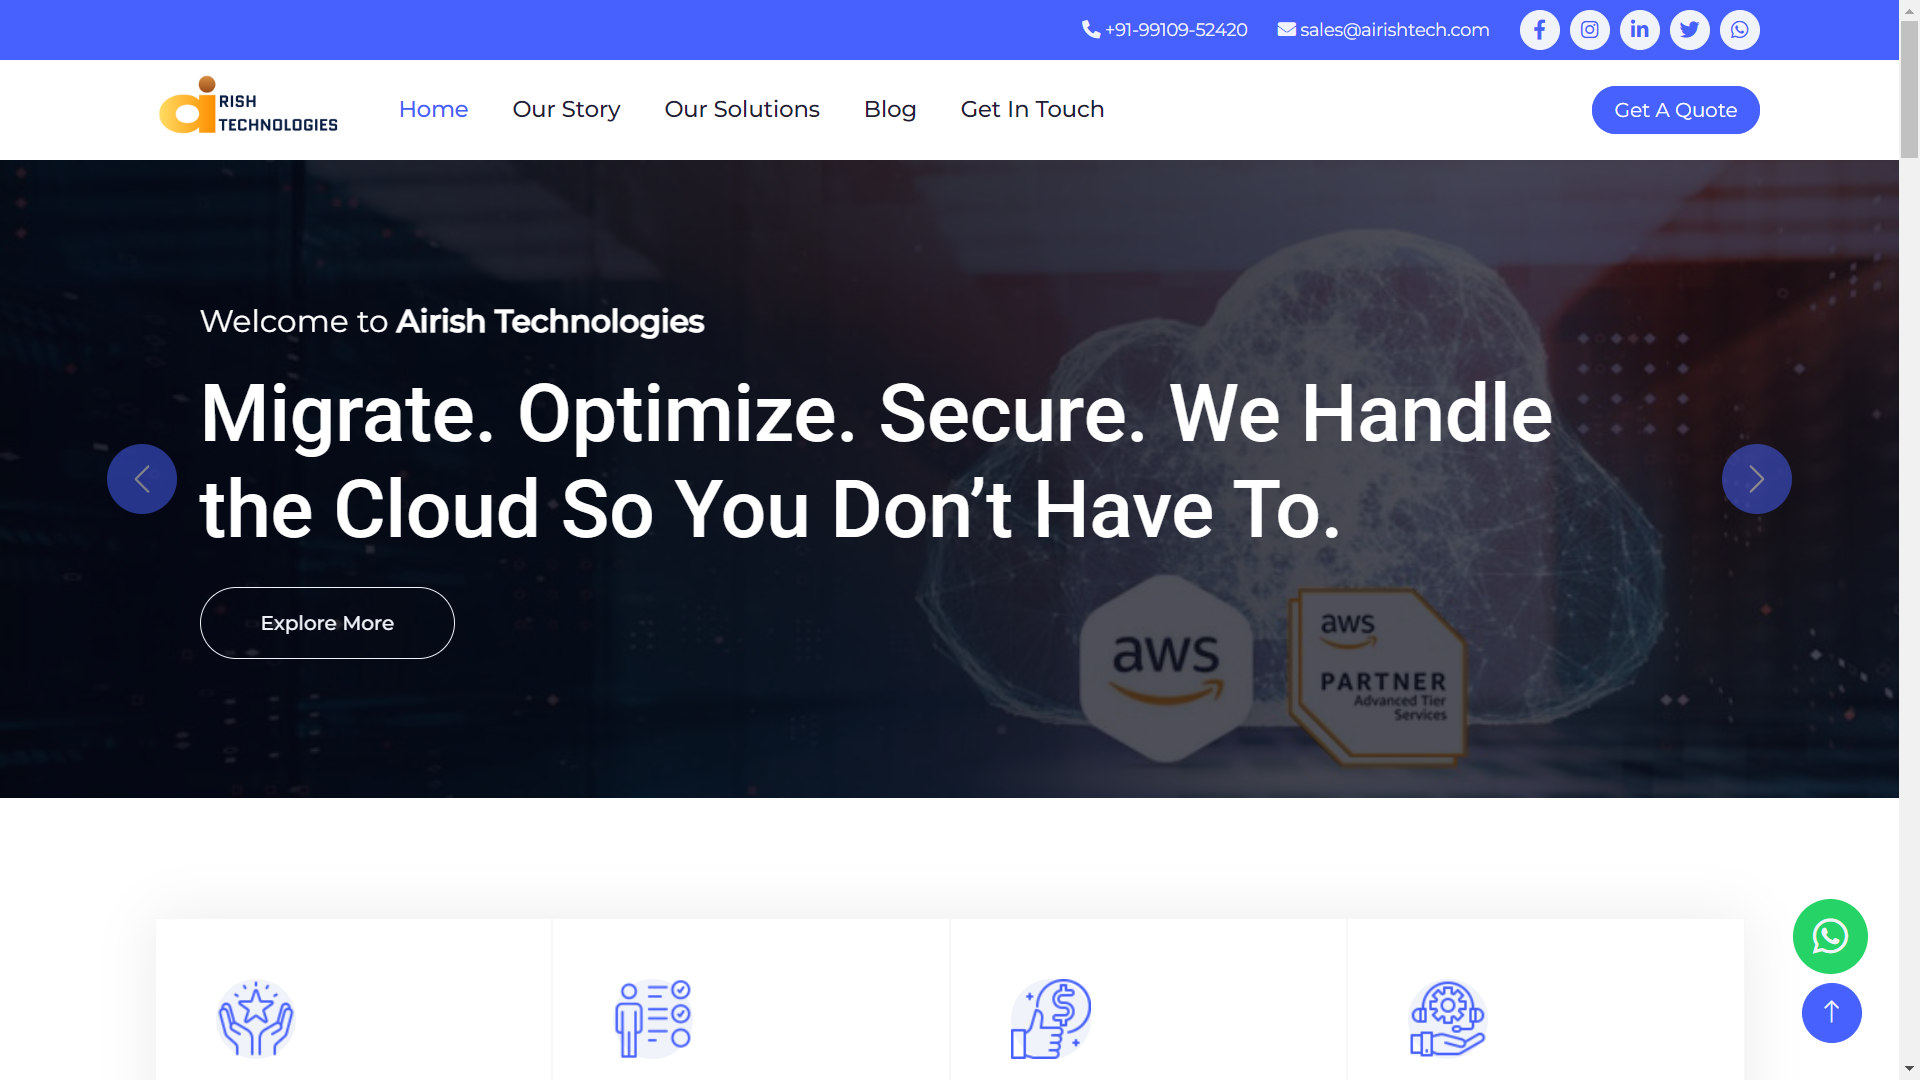 +91-99109-52420 sales@airishtech.com
ai RISH TECHNOLOGIES
Home Our Story Our Solutions Blog Get In Touch Get A Quote
Welcome to Airish Technologies
Migrate. Optimize. Secure. We Handle
the Cloud So You Don’t Have To.
Explore More
aws
aws
PARTNER
Advanced Tier
Services